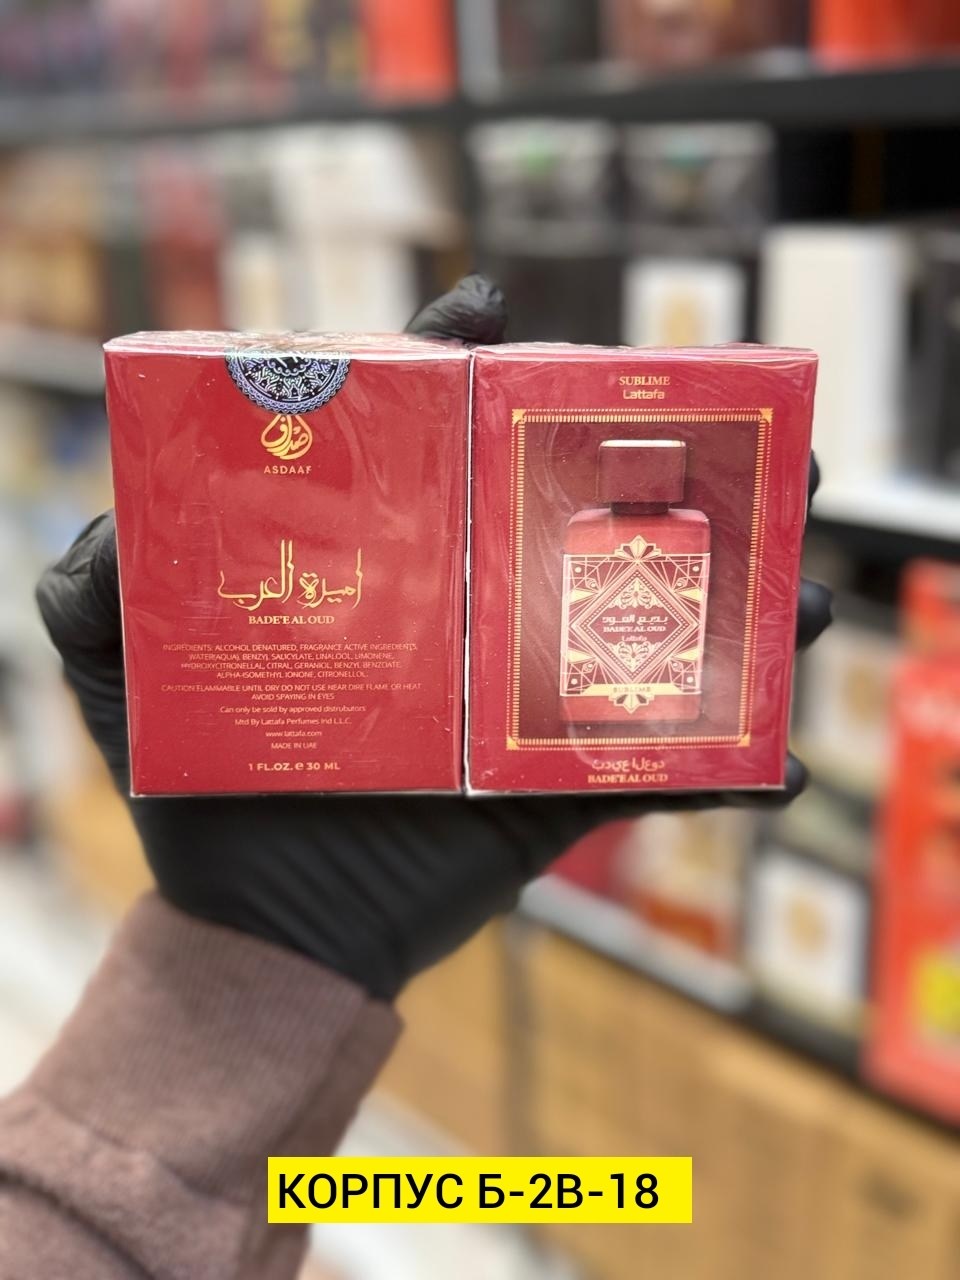 صداف
ASDAAF
اميرة العرب
BADE'E AL OUD
INGREDIENTS: ALCOHOL DENATURED, FRAGRANCE ACTIVE INGREDIENTS,
WATER(AQUA), BENZYL SALICYLATE, LINALOOL, LIMONENE,
HYDROXYCITRONELLAL, CITRAL, GERANIOL, BENZYL BENZOATE,
ALPHA-ISOMETHYL IONONE, CITRONELLOL.
CAUTION:FLAMMABLE UNTIL DRY DO NOT USE NEAR DIRE FLAME OR HEAT
AVOID SPAYING IN EYES
Can only be sold by approved distrubutors
Mtd By Lattafa Perfumes Ind L.L.C.
www.lattafa.com
MADE IN UAE
1 FL.OZ. e 30 ML
SUBLIME
Lattafa
بديع العود
BADE'E AL OUD
Lattafa
SUBLIME
BADE'E AL OUD
КОРПУС Б-2В-18